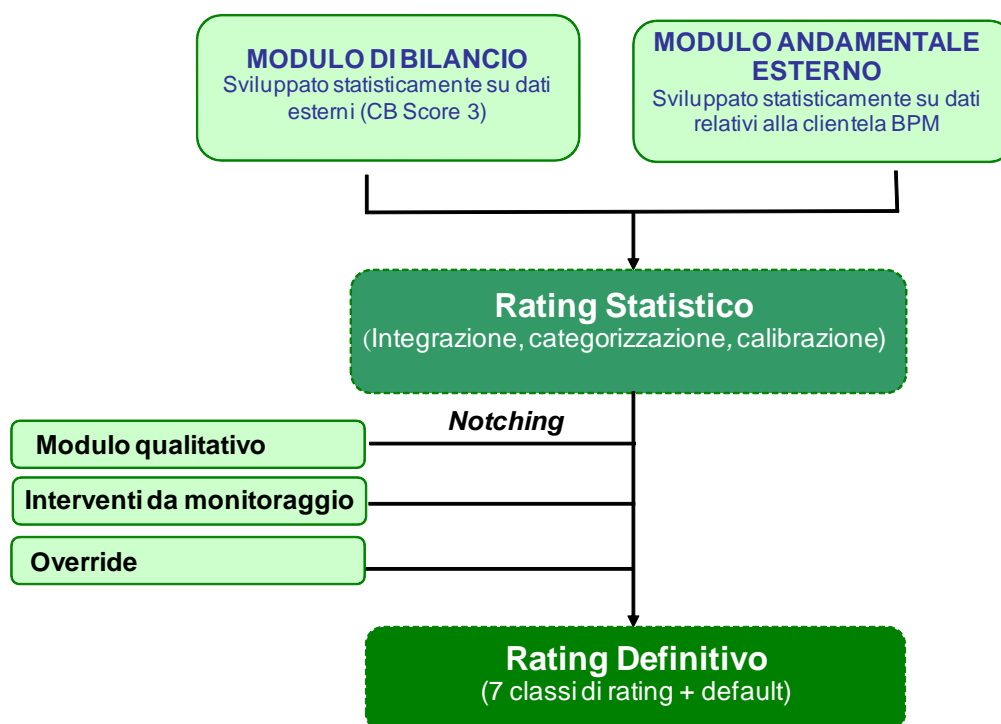 MODULO DI BILANCIO
Sviluppato statisticamente su dati
esterni (CB Score 3)
MODULO ANDAMENTALE
ESTERNO
Sviluppato statisticamente su dati
relativi alla clientela BPM
Rating Statistico
(Integrazione, categorizzazione, calibrazione)
Notching
Modulo qualitativo
Interventi da monitoraggio
Override
Rating Definitivo
(7 classi di rating + default)